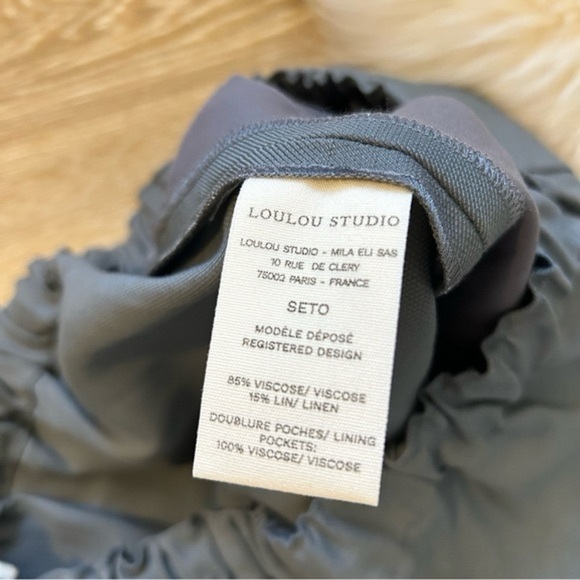 LOULOU STUDIO
LOULOU STUDIO - MILA ELI SAS
10 RUE DE CLERY
75002 PARIS - FRANCE
SETO
MODÈLE DÉPOSÉ
REGISTERED DESIGN
85% VISCOSE/ VISCOSE
15% LIN/ LINEN
DOUBLURE POCHES/ LINING
POCKETS:
100% VISCOSE/ VISCOSE